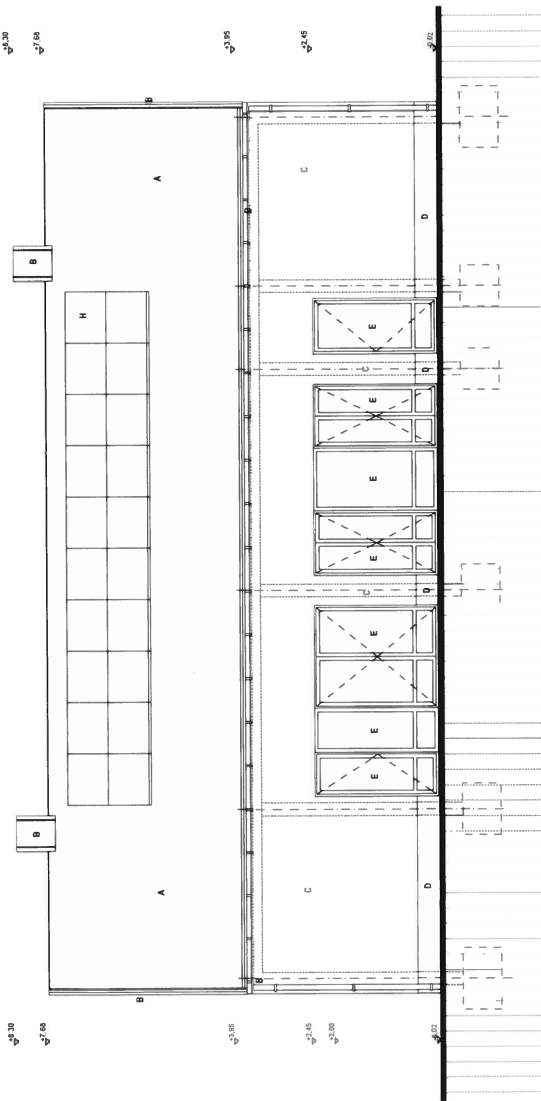 +8.30 +8.30
B B
+7.68 +7.68
H
B B
A A
+3.95 +3.95
B B
C C
+2.45 +2.45
+2.00
C C
E E E E E E E
D D D D
-0.02 -0.02